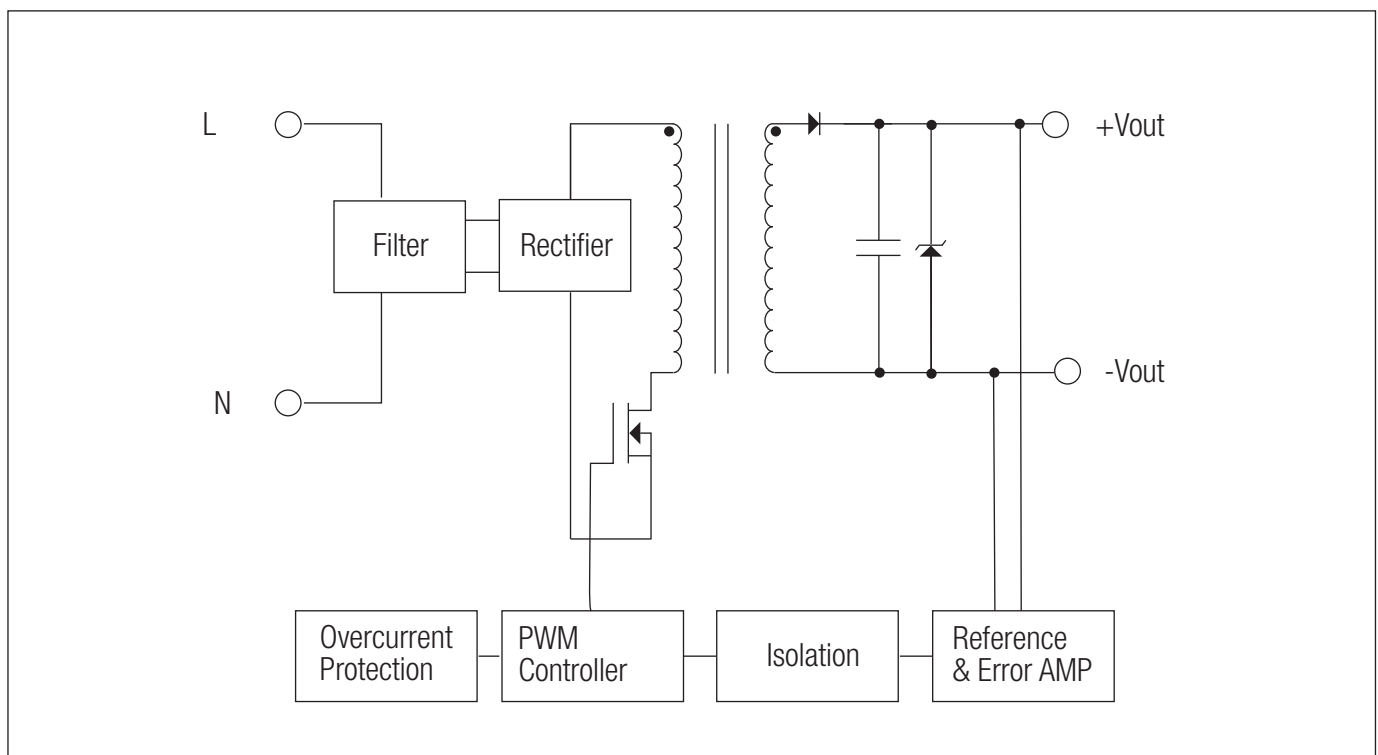 L
+Vout
Filter
Rectifier
-Vout
N
Overcurrent
Protection
PWM
Controller
Isolation
Reference
& Error AMP